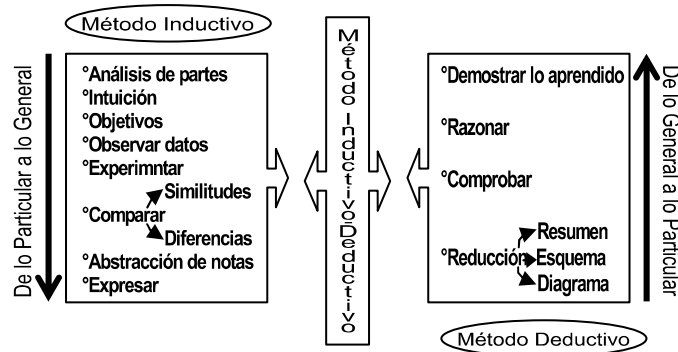 Método Inductivo
De lo Particular a lo General
°Análisis de partes
°Intuición
°Objetivos
°Observar datos
°Experimntar
Similitudes
°Comparar
Diferencias
°Abstracción de notas
°Expresar
Método Inductivo-Deductivo
°Demostrar lo aprendido
°Razonar
°Comprobar
Resumen
°Reducción Esquema
Diagrama
De lo General a lo Particular
Método Deductivo